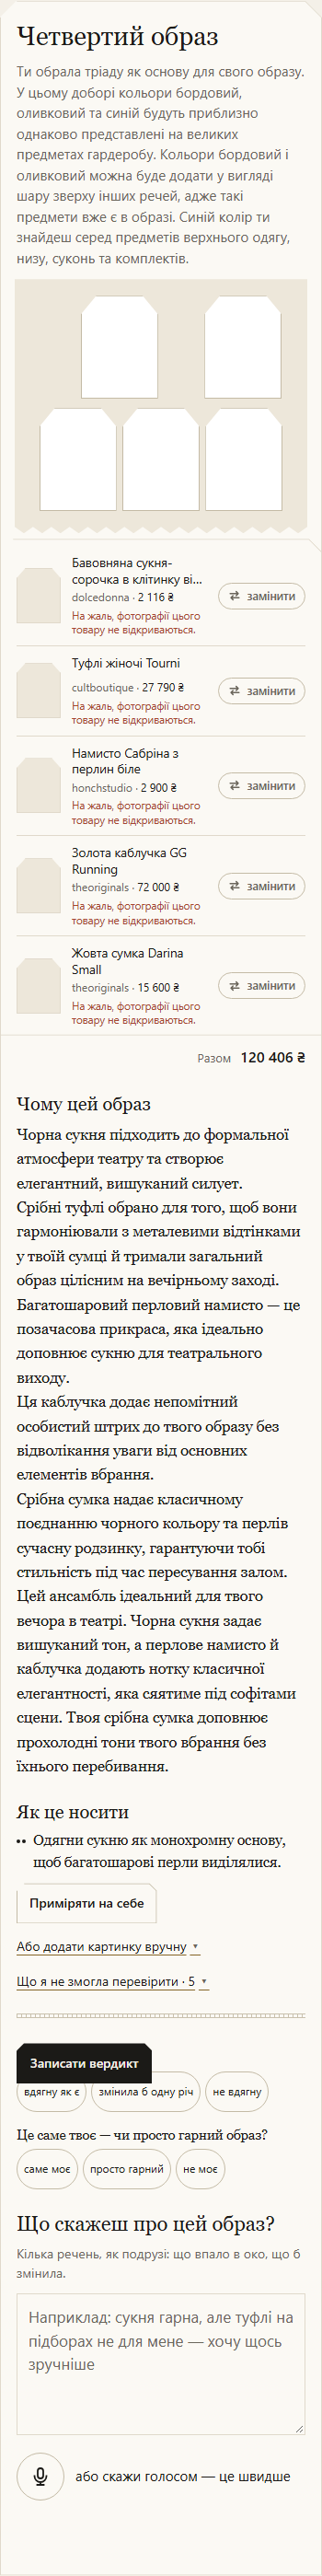 Четвертий образ
Ти обрала тріаду як основу для свого образу.
У цьому доборі кольори бордовий,
оливковий та синій будуть приблизно
однаково представлені на великих
предметах гардеробу. Кольори бордовий і
оливковий можна буде додати у вигляді
шару зверху інших речей, адже такі
предмети вже є в образі. Синій колір ти
знайдеш серед предметів верхнього одягу,
низу, суконь та комплектів.
Бавовняна сукня-
сорочка в клітинку ві...
dolcedonna · 2 116 ₴
На жаль, фотографії цього
товару не відкриваються.
замінити
Туфлі жіночі Tourni
cultboutique · 27 790 ₴
На жаль, фотографії цього
товару не відкриваються.
замінити
Намисто Сабріна з
перлин біле
honchstudio · 2 900 ₴
На жаль, фотографії цього
товару не відкриваються.
замінити
Золота каблучка GG
Running
theoriginals · 72 000 ₴
На жаль, фотографії цього
товару не відкриваються.
замінити
Жовта сумка Darina
Small
theoriginals · 15 600 ₴
На жаль, фотографії цього
товару не відкриваються.
замінити
Разом 120 406 ₴
Чому цей образ
Чорна сукня підходить до формальної
атмосфери театру та створює
елегантний, вишуканий силует.
Срібні туфлі обрано для того, щоб вони
гармоніювали з металевими відтінками
у твоїй сумці й тримали загальний
образ цілісним на вечірньому заході.
Багатошаровий перловий намисто — це
позачасова прикраса, яка ідеально
доповнює сукню для театрального
виходу.
Ця каблучка додає непомітний
особистий штрих до твого образу без
відволікання уваги від основних
елементів вбрання.
Срібна сумка надає класичному
поєднанню чорного кольору та перлів
сучасну родзинку, гарантуючи тобі
стильність під час пересування залом.
Цей ансамбль ідеальний для твого
вечора в театрі. Чорна сукня задає
вишуканий тон, а перлове намисто й
каблучка додають нотку класичної
елегантності, яка сяятиме під софітами
сцени. Твоя срібна сумка доповнює
прохолодні тони твого вбрання без
їхнього перебивання.
Як це носити
Одягни сукню як монохромну основу,
щоб багатошарові перли виділялися.
Приміряти на себе
Або додати картинку вручну
Що я не змогла перевірити · 5
Записати вердикт
вдягну як є
змінила б одну річ
не вдягну
Це саме твоє — чи просто гарний образ?
саме моє
просто гарний
не моє
Що скажеш про цей образ?
Кілька речень, як подрузі: що впало в око, що б
змінила.
Наприклад: сукня гарна, але туфлі на
підборах не для мене — хочу щось
зручніше
або скажи голосом — це швидше